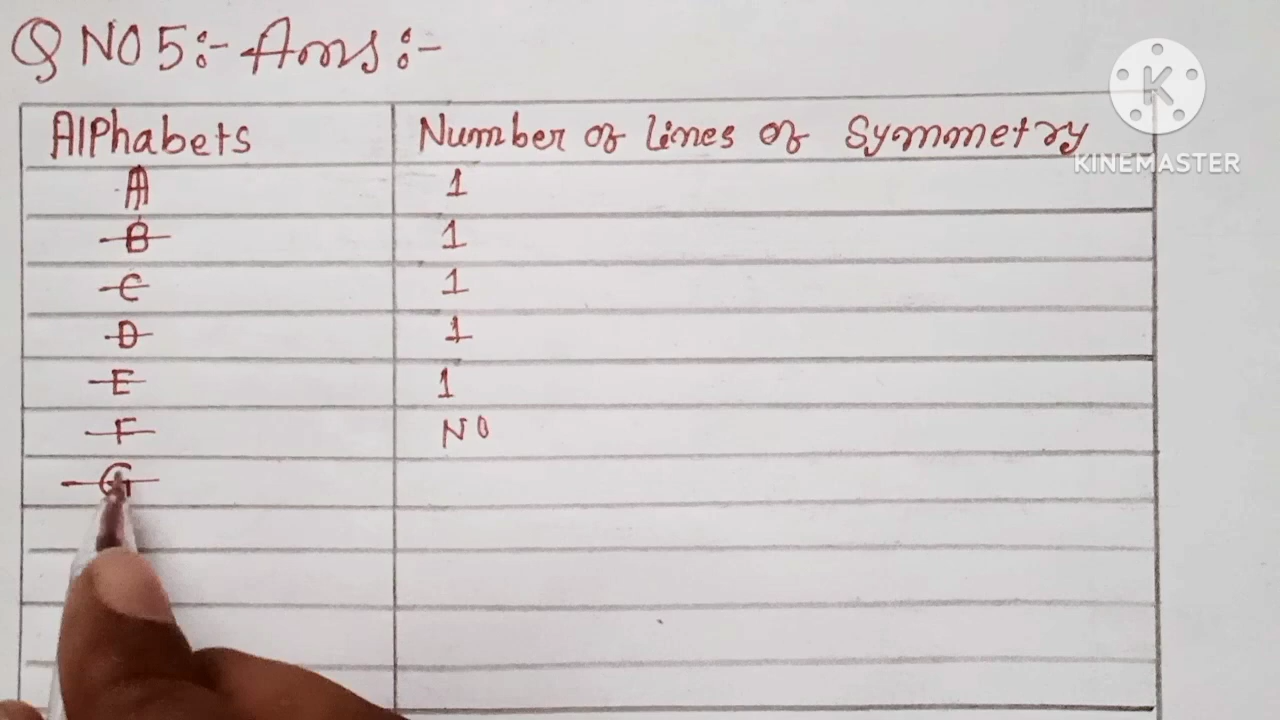 Q NO 5:- Ans:-
Alphabets Number of lines of Symmetry
A 1
B 1
C 1
D 1
E 1
F NO
G
K
KINEMASTER